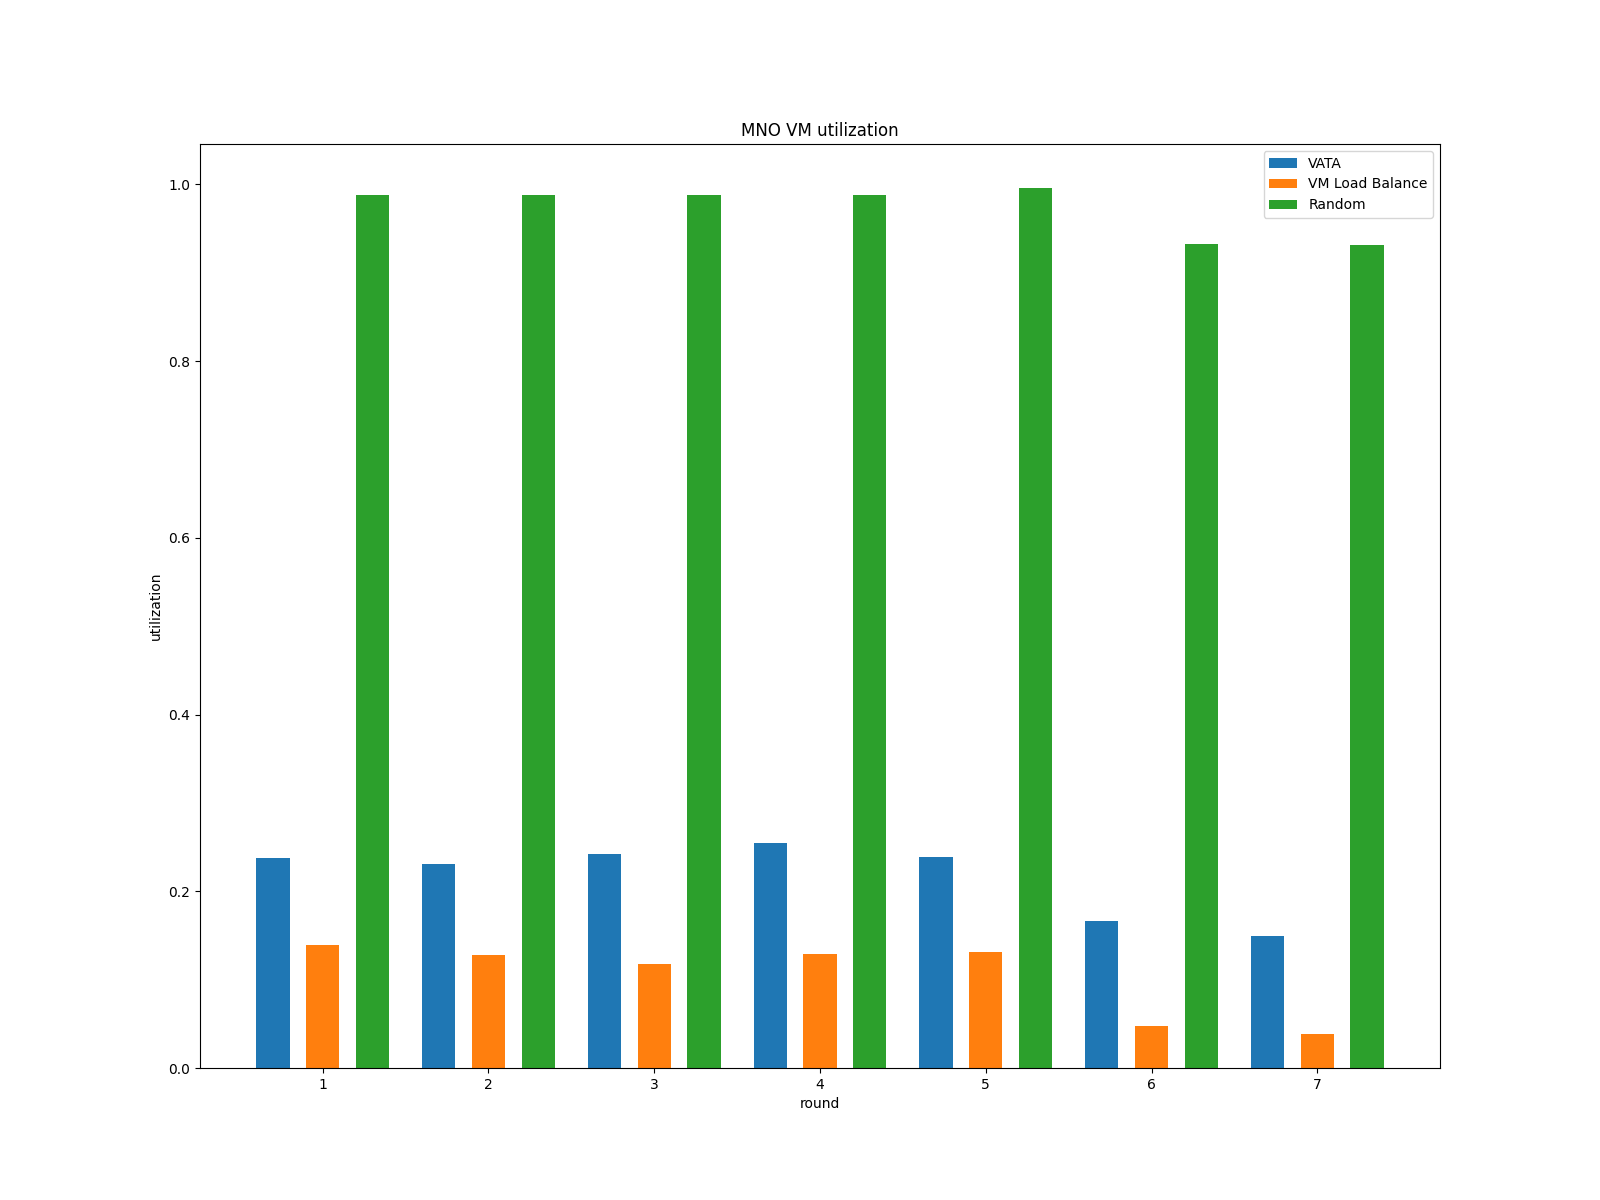 MNO VM utilization
VATA
VM Load Balance
Random
1.0
0.8
0.6
0.4
0.2
0.0
utilization
1 2 3 4 5 6 7
round